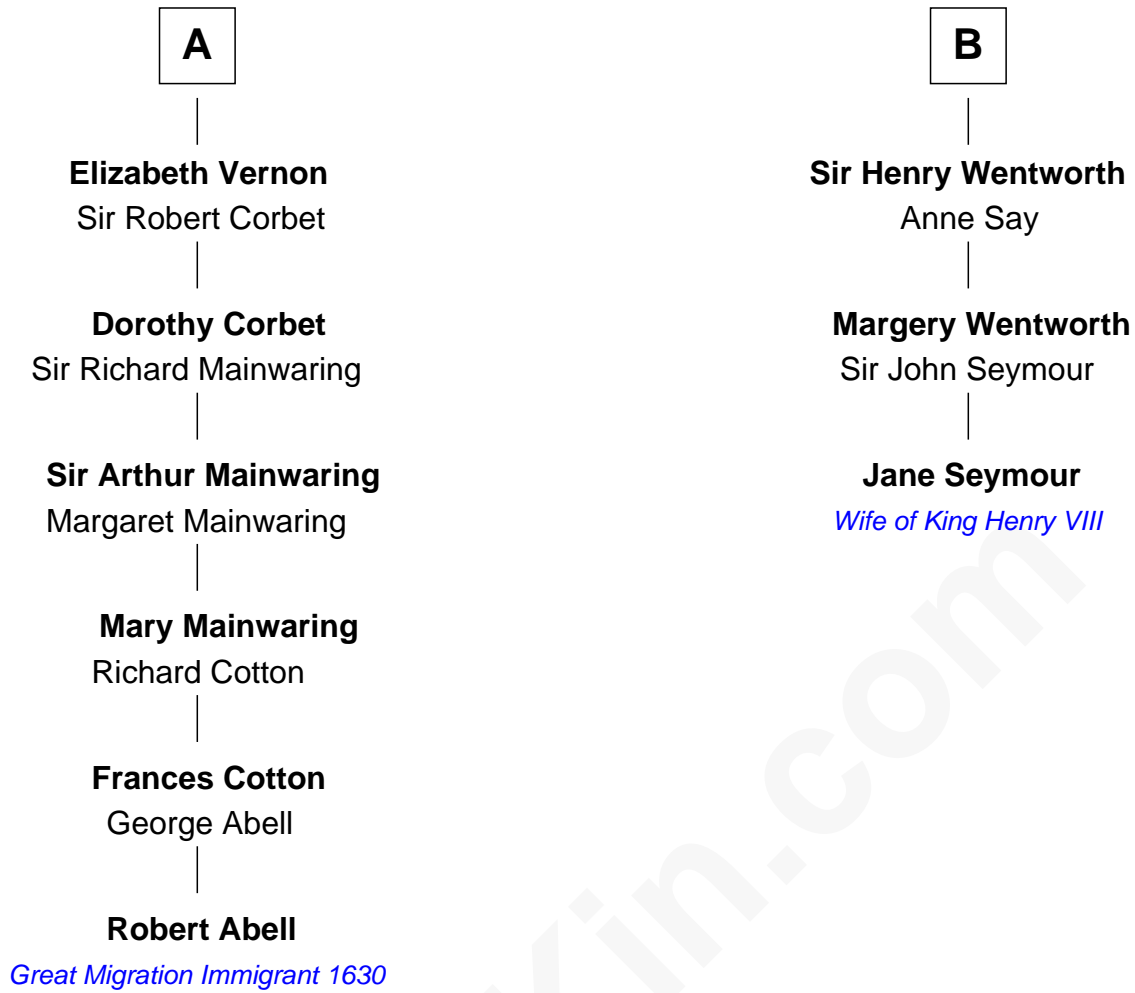 A
Elizabeth Vernon
Sir Robert Corbet
Dorothy Corbet
Sir Richard Mainwaring
Sir Arthur Mainwaring
Margaret Mainwaring
Mary Mainwaring
Richard Cotton
Frances Cotton
George Abell
Robert Abell
Great Migration Immigrant 1630
B
Sir Henry Wentworth
Anne Say
Margery Wentworth
Sir John Seymour
Jane Seymour
Wife of King Henry VIII